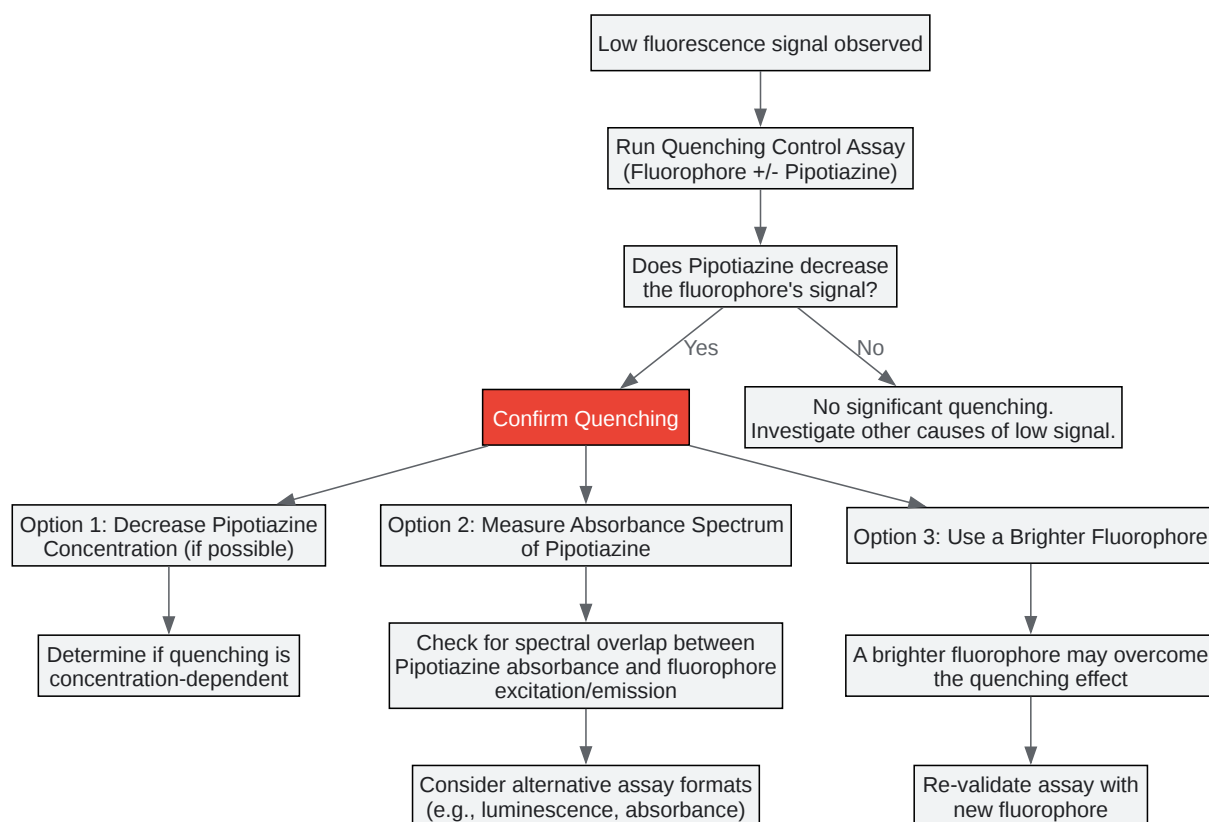 Low fluorescence signal observed
Run Quenching Control Assay
(Fluorophore +/- Pipotiazine)
Does Pipotiazine decrease
the fluorophore's signal?
Yes
No
Confirm Quenching
No significant quenching.
Investigate other causes of low signal.
Option 1: Decrease Pipotiazine
Concentration (if possible)
Option 2: Measure Absorbance Spectrum
of Pipotiazine
Option 3: Use a Brighter Fluorophore
Determine if quenching is
concentration-dependent
Check for spectral overlap between
Pipotiazine absorbance and fluorophore
excitation/emission
A brighter fluorophore may overcome
the quenching effect
Consider alternative assay formats
(e.g., luminescence, absorbance)
Re-validate assay with
new fluorophore